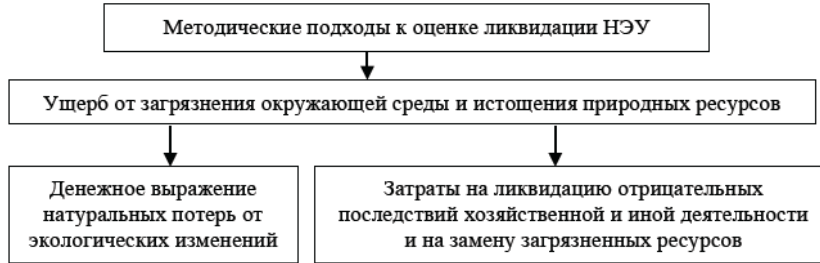 Методические подходы к оценке ликвидации НЭУ
Ущерб от загрязнения окружающей среды и истощения природных ресурсов
Денежное выражение
натуральных потерь от
экологических изменений
Затраты на ликвидацию отрицательных
последствий хозяйственной и иной деятельности
и на замену загрязненных ресурсов